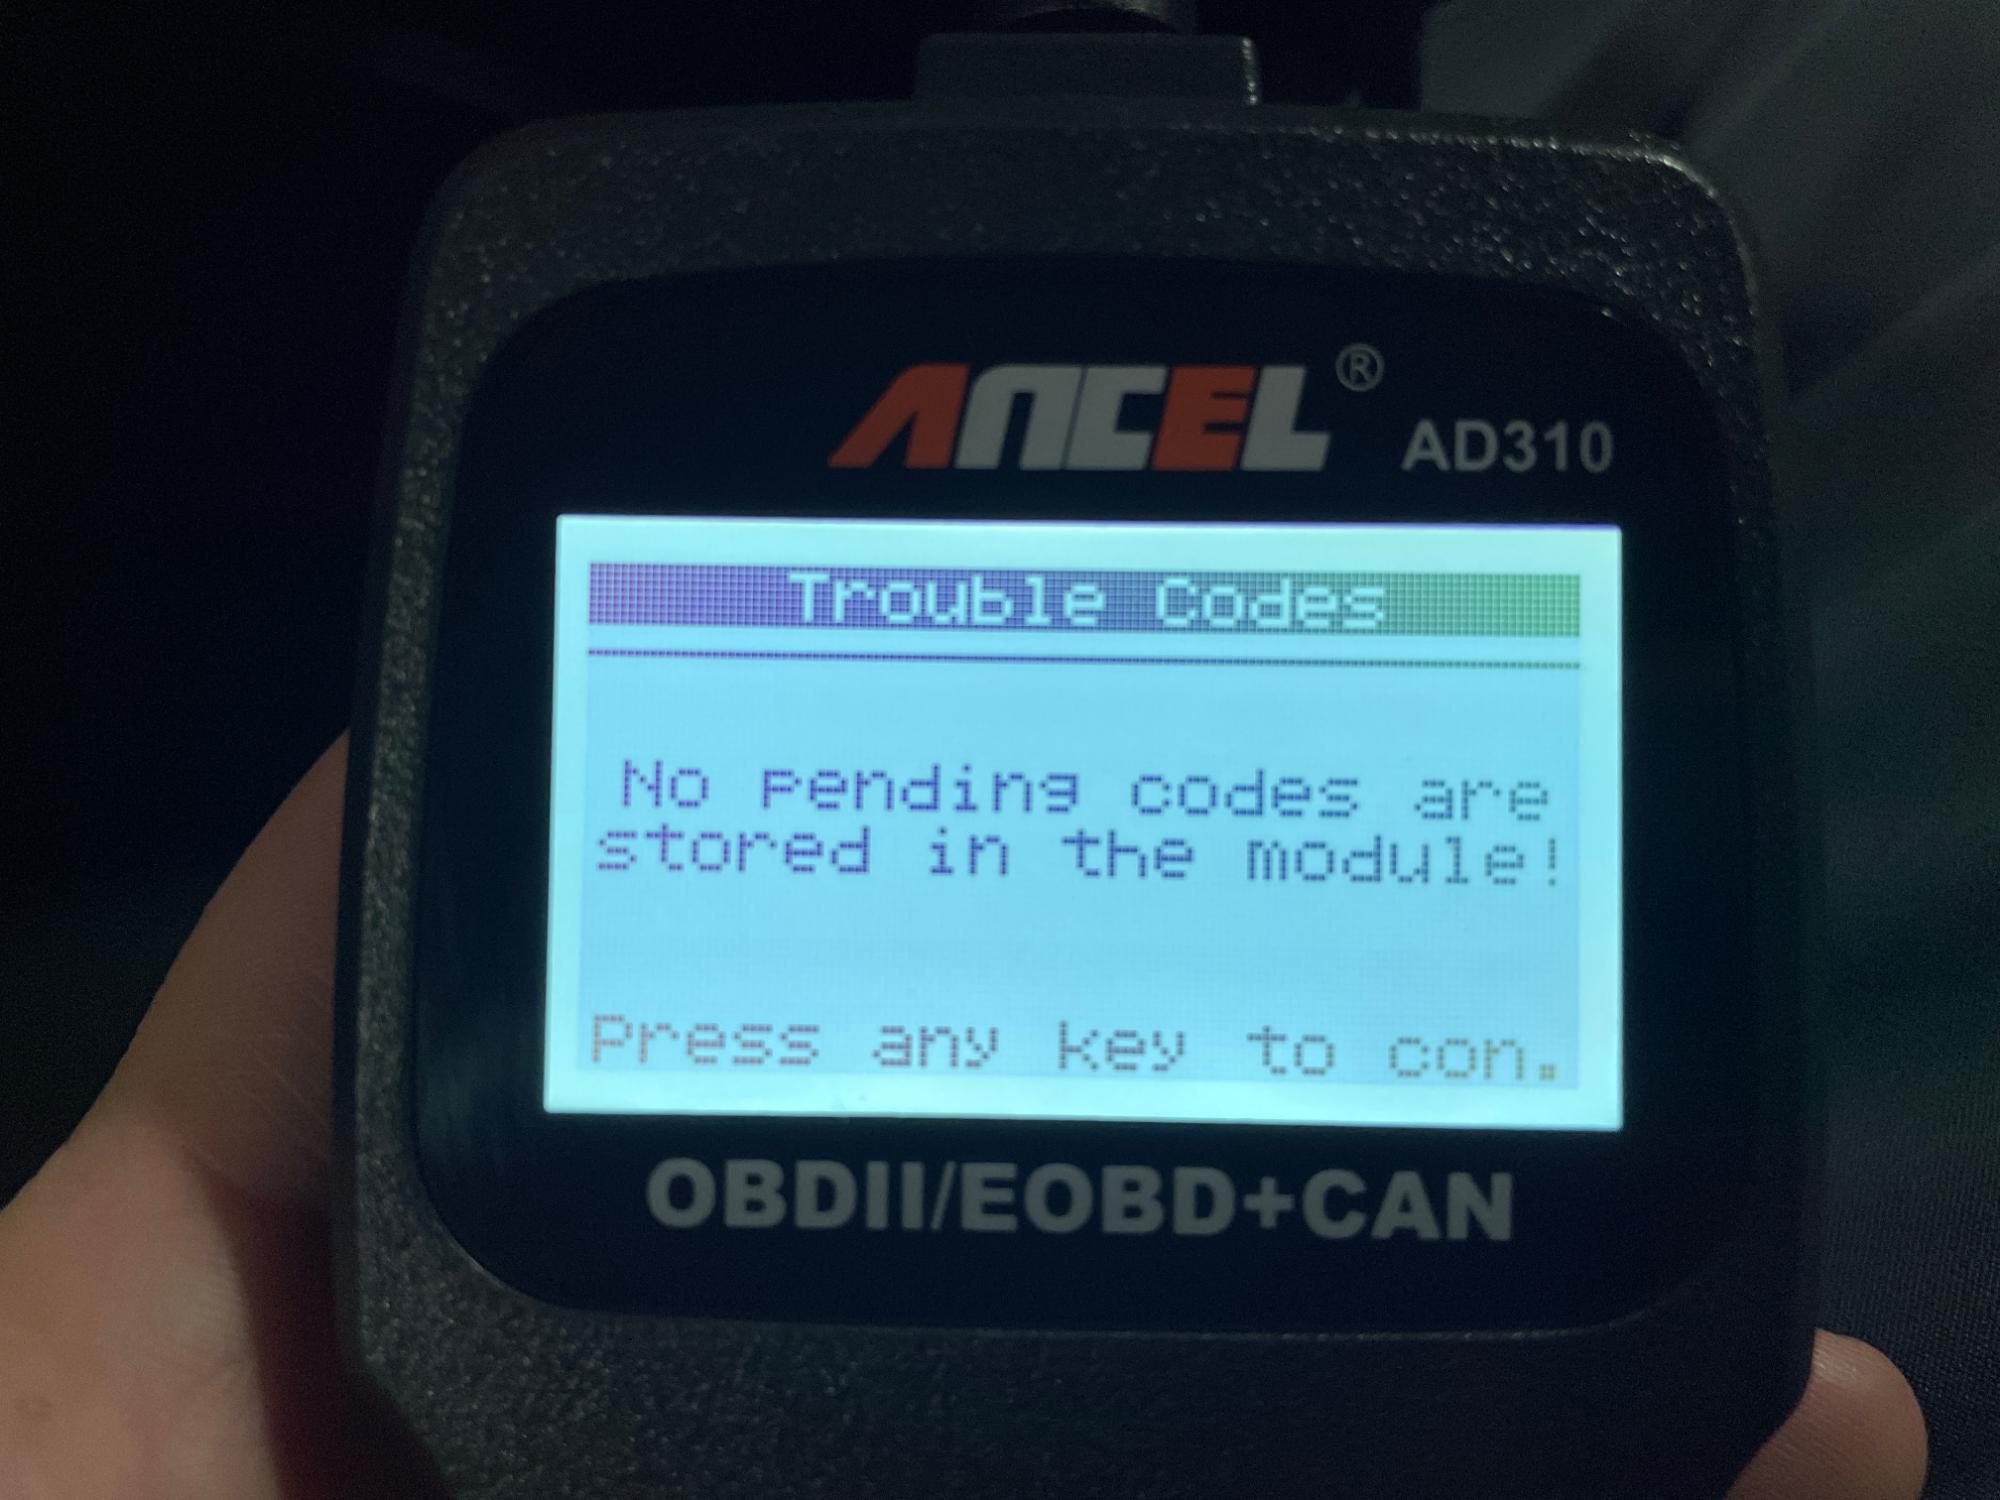 ANCEL ® AD310
Trouble Codes
No pending codes are
stored in the module!
Press any key to con.
OBDII/EOBD+CAN